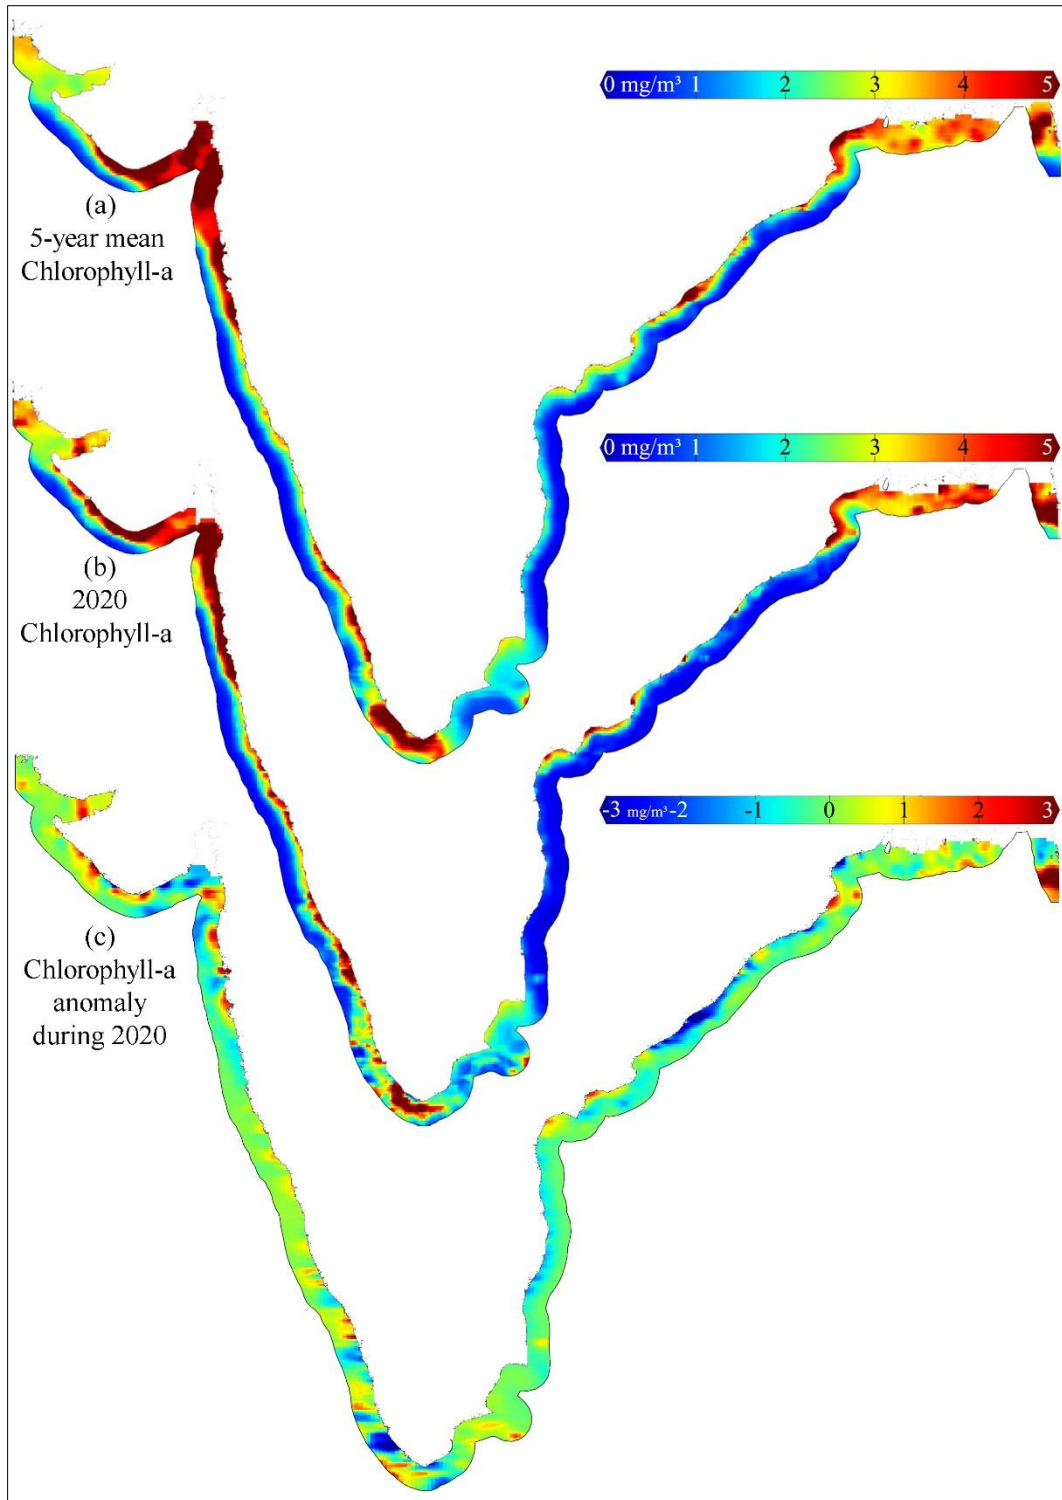 0 mg/m³ 1 2 3 4 5
(a)
5-year mean
Chlorophyll-a
0 mg/m³ 1 2 3 4 5
(b)
2020
Chlorophyll-a
-3 mg/m³ -2 -1 0 1 2 3
(c)
Chlorophyll-a
anomaly
during 2020